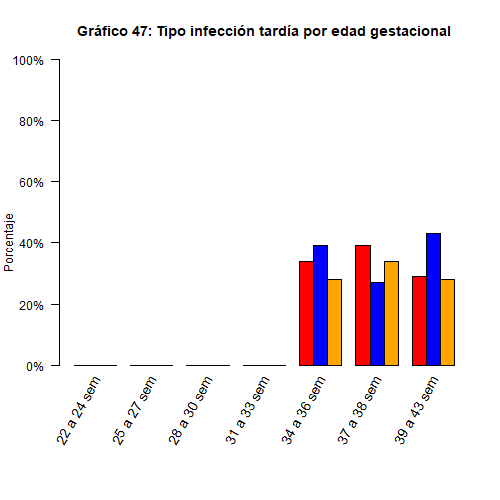 Gráfico 47: Tipo infección tardía por edad gestacional
100%
80%
60%
40%
20%
0%
Porcentaje
22 a 24 sem
25 a 27 sem
28 a 30 sem
31 a 33 sem
34 a 36 sem
37 a 38 sem
39 a 43 sem